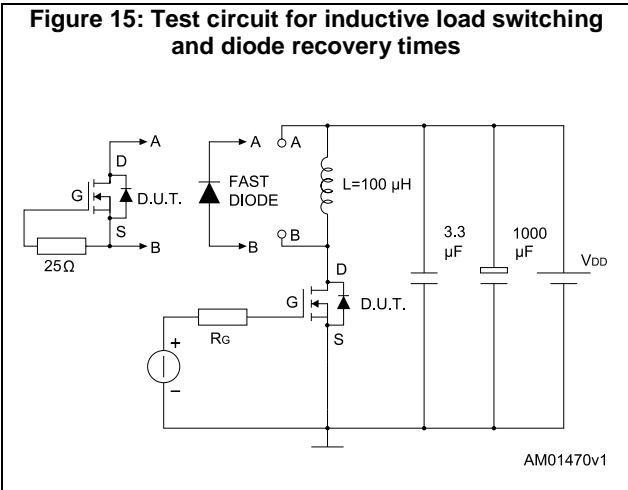 Figure 15: Test circuit for inductive load switching
and diode recovery times
A
D
G
D.U.T.
S
B
25Ω
A
FAST
DIODE
B
A
L=100 µH
B
D
G
D.U.T.
S
RG
+
−
3.3
µF
1000
µF
VDD
AM01470v1